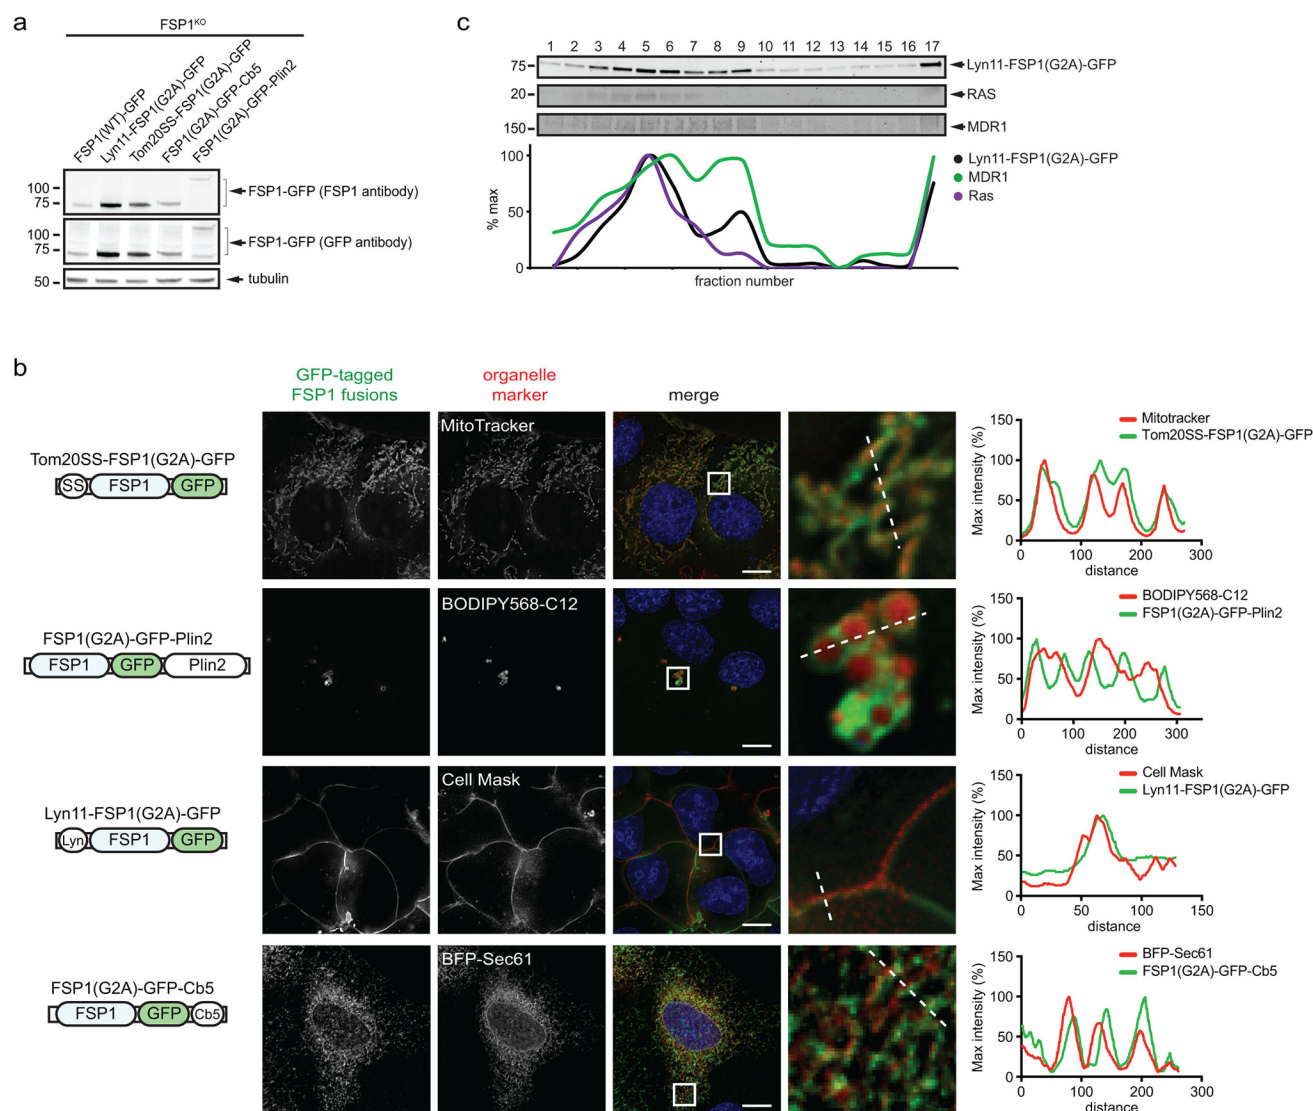 a
FSP1KO
FSP1(WT)-GFP
Lyn11-FSP1(G2A)-GFP
Tom20SS-FSP1(G2A)-GFP
FSP1(G2A)-GFP-Cb5
FSP1(G2A)-GFP-Plin2
100
75
FSP1-GFP (FSP1 antibody)
100
75
FSP1-GFP (GFP antibody)
50
tubulin
c
1 2 3 4 5 6 7 8 9 10 11 12 13 14 15 16 17
75
Lyn11-FSP1(G2A)-GFP
20
RAS
150
MDR1
% max
100
50
0
Lyn11-FSP1(G2A)-GFP
MDR1
Ras
fraction number
b
GFP-tagged
FSP1 fusions
organelle
marker
merge
Tom20SS-FSP1(G2A)-GFP
SS FSP1 GFP
MitoTracker
Max intensity (%)
150
100
50
0
Mitotracker
Tom20SS-FSP1(G2A)-GFP
0 100 200 300
distance
FSP1(G2A)-GFP-Plin2
FSP1 GFP Plin2
BODIPY568-C12
Max intensity (%)
150
100
50
0
BODIPY568-C12
FSP1(G2A)-GFP-Plin2
0 100 200 300
distance
Lyn11-FSP1(G2A)-GFP
Lyn FSP1 GFP
Cell Mask
Max intensity (%)
150
100
50
0
Cell Mask
Lyn11-FSP1(G2A)-GFP
0 50 100 150
distance
FSP1(G2A)-GFP-Cb5
FSP1 GFP Cb5
BFP-Sec61
Max intensity (%)
150
100
50
0
BFP-Sec61
FSP1(G2A)-GFP-Cb5
0 100 200 300
distance